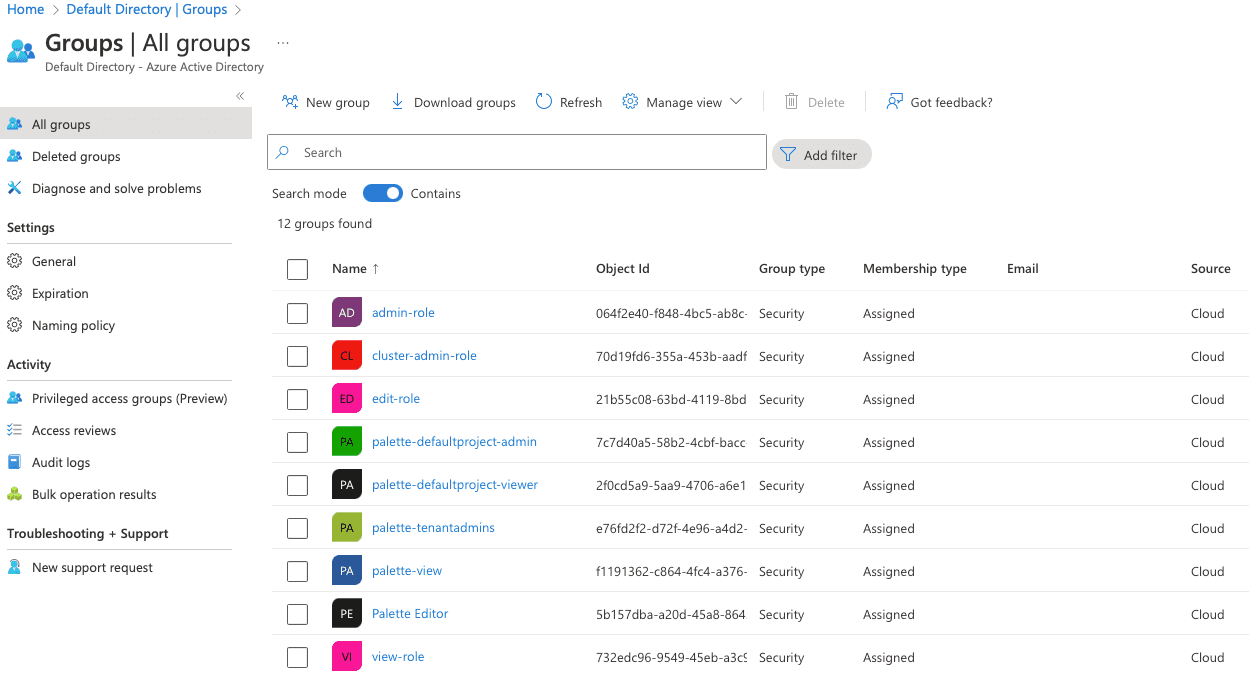 Home > Default Directory | Groups >
Groups | All groups ...
Default Directory - Azure Active Directory
«
All groups
Deleted groups
Diagnose and solve problems
Settings
General
Expiration
Naming policy
Activity
Privileged access groups (Preview)
Access reviews
Audit logs
Bulk operation results
Troubleshooting + Support
New support request
New group Download groups Refresh Manage view Delete Got feedback?
Search Add filter
Search mode Contains
12 groups found
Name ↑ Object Id Group type Membership type Email Source
AD admin-role 064f2e40-f848-4bc5-ab8c- Security Assigned Cloud
CL cluster-admin-role 70d19fd6-355a-453b-aadf Security Assigned Cloud
ED edit-role 21b55c08-63bd-4119-8bd Security Assigned Cloud
PA palette-defaultproject-admin 7c7d40a5-58b2-4cbf-bacc Security Assigned Cloud
PA palette-defaultproject-viewer 2f0cd5a9-5aa9-4706-a6e1 Security Assigned Cloud
PA palette-tenantadmins e76fd2f2-d72f-4e96-a4d2- Security Assigned Cloud
PA palette-view f1191362-c864-4fc4-a376- Security Assigned Cloud
PE Palette Editor 5b157dba-a20d-45a8-864 Security Assigned Cloud
VI view-role 732edc96-9549-45eb-a3c9 Security Assigned Cloud